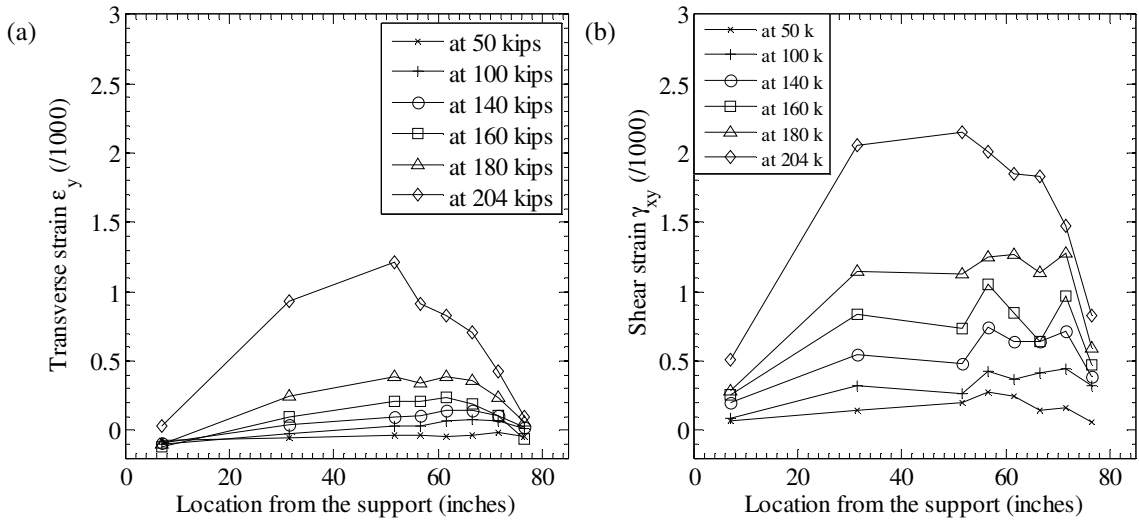 (a)
3
2.5
2
1.5
1
0.5
0
Transverse strain ε_y (/1000)
at 50 kips
at 100 kips
at 140 kips
at 160 kips
at 180 kips
at 204 kips
0 20 40 60 80
Location from the support (inches)
(b)
3
2.5
2
1.5
1
0.5
0
Shear strain γ_xy (/1000)
at 50 k
at 100 k
at 140 k
at 160 k
at 180 k
at 204 k
0 20 40 60 80
Location from the support (inches)